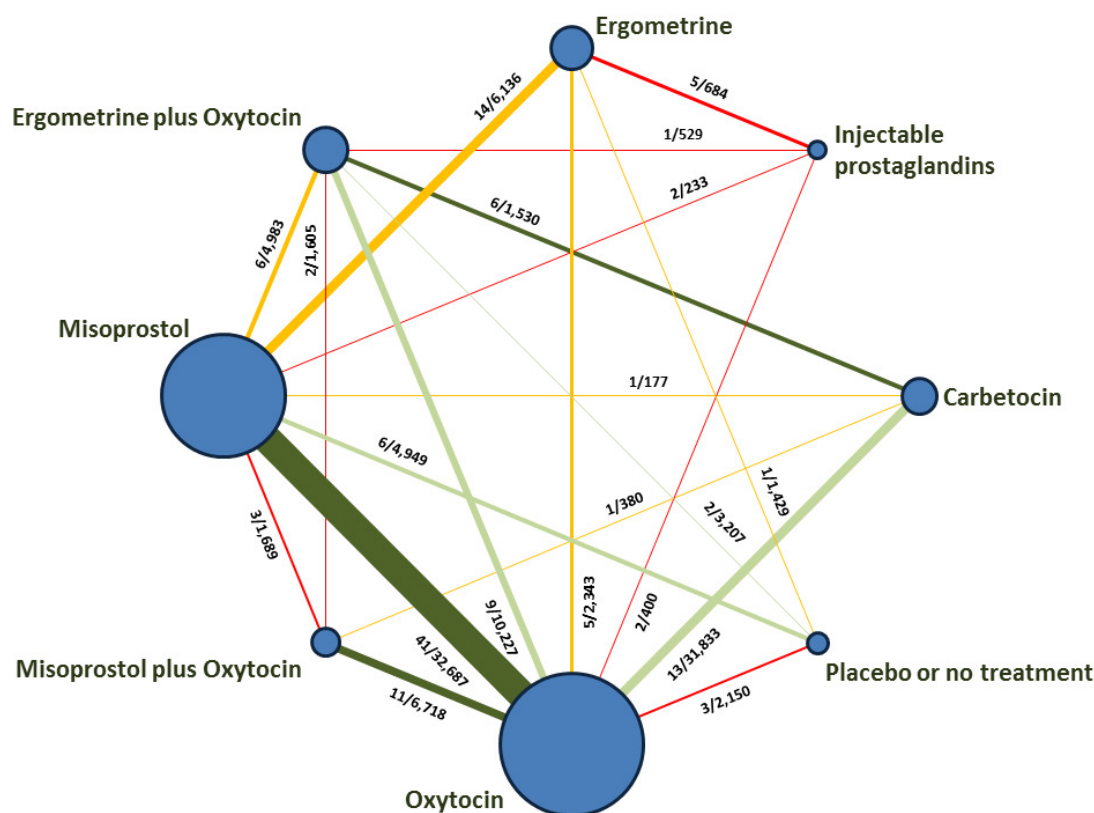 Ergometrine
14/6,136
5/684
Ergometrine plus Oxytocin
1/529
Injectable
prostaglandins
2/233
6/1,530
6/4,983
2/1,605
Misoprostol
1/177
Carbetocin
6/4,949
1/1,429
1/380
2/3,207
3/1,689
9/10,227
5/2,343
2/400
41/32,687
13/31,833
Misoprostol plus Oxytocin
Placebo or no treatment
11/6,718
3/2,150
Oxytocin